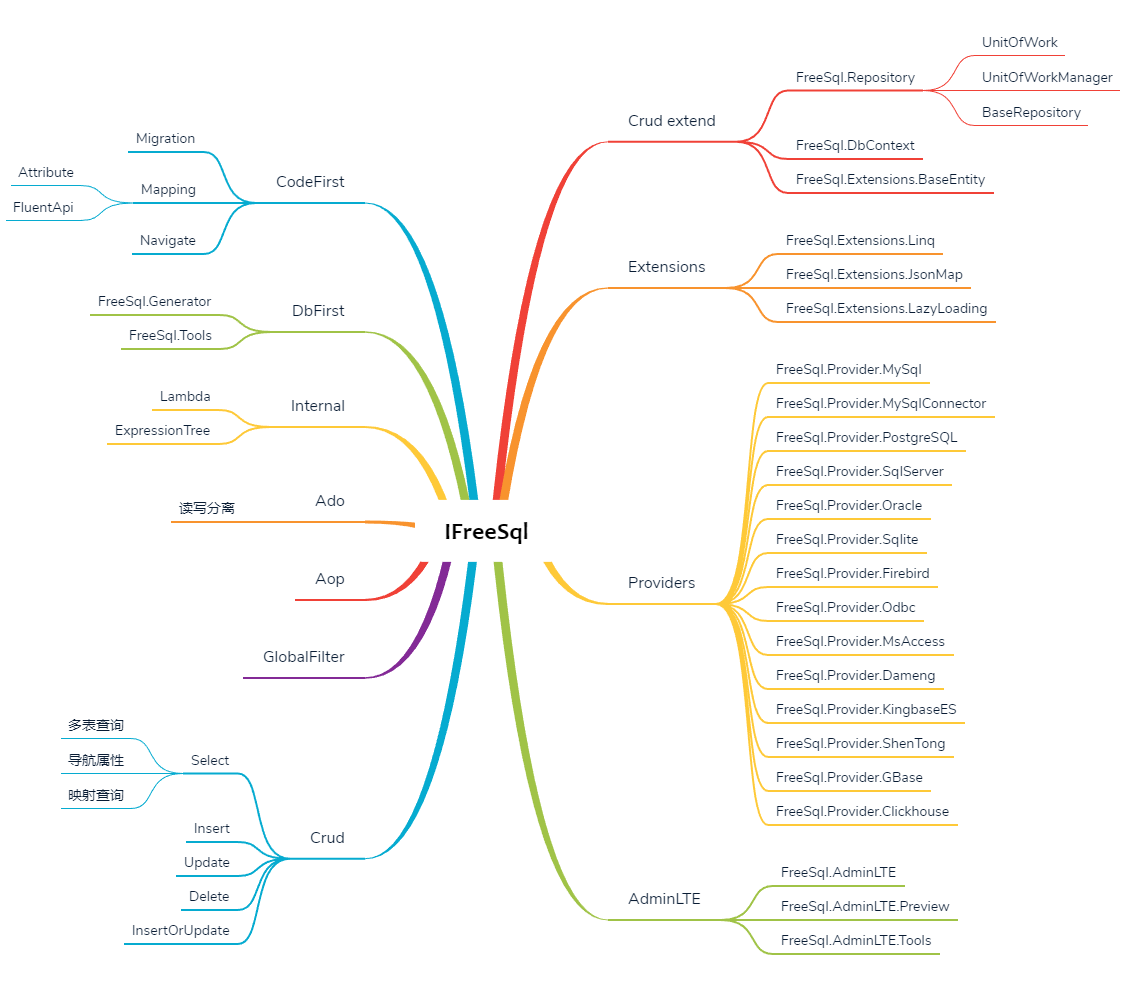 IFreeSql
Crud extend
FreeSql.Repository
UnitOfWork
UnitOfWorkManager
BaseRepository
FreeSql.DbContext
FreeSql.Extensions.BaseEntity
Extensions
FreeSql.Extensions.Linq
FreeSql.Extensions.JsonMap
FreeSql.Extensions.LazyLoading
Providers
FreeSql.Provider.MySql
FreeSql.Provider.MySqlConnector
FreeSql.Provider.PostgreSQL
FreeSql.Provider.SqlServer
FreeSql.Provider.Oracle
FreeSql.Provider.Sqlite
FreeSql.Provider.Firebird
FreeSql.Provider.Odbc
FreeSql.Provider.MsAccess
FreeSql.Provider.Dameng
FreeSql.Provider.KingbaseES
FreeSql.Provider.ShenTong
FreeSql.Provider.GBase
FreeSql.Provider.Clickhouse
AdminLTE
FreeSql.AdminLTE
FreeSql.AdminLTE.Preview
FreeSql.AdminLTE.Tools
CodeFirst
Migration
Mapping
Attribute
FluentApi
Navigate
DbFirst
FreeSql.Generator
FreeSql.Tools
Internal
Lambda
ExpressionTree
Ado
读写分离
Aop
GlobalFilter
Crud
Select
多表查询
导航属性
映射查询
Insert
Update
Delete
InsertOrUpdate